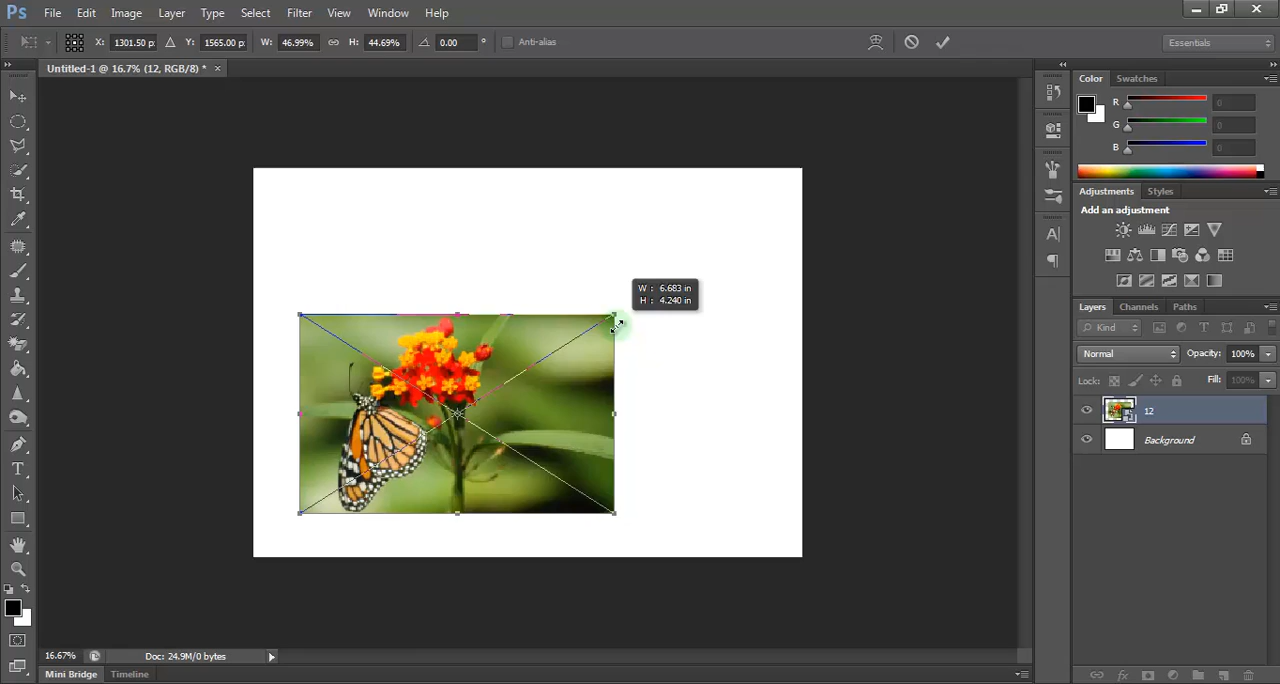 Ps File Edit Image Layer Type Select Filter View Window Help
X: 1301.50 p: Y: 1565.00 p: W: 46.99% H: 44.69% 0.00 ° Anti-alias Essentials
Untitled-1 @ 16.7% (12, RGB/8) * ×
Color Swatches
R 0
G 0
B 0
Adjustments Styles
Add an adjustment
W : 6.683 in
H : 4.240 in
Layers Channels Paths
Kind
Normal Opacity: 100%
Lock: Fill: 100%
12
Background
16.67% Doc: 24.9M/0 bytes
Mini Bridge Timeline